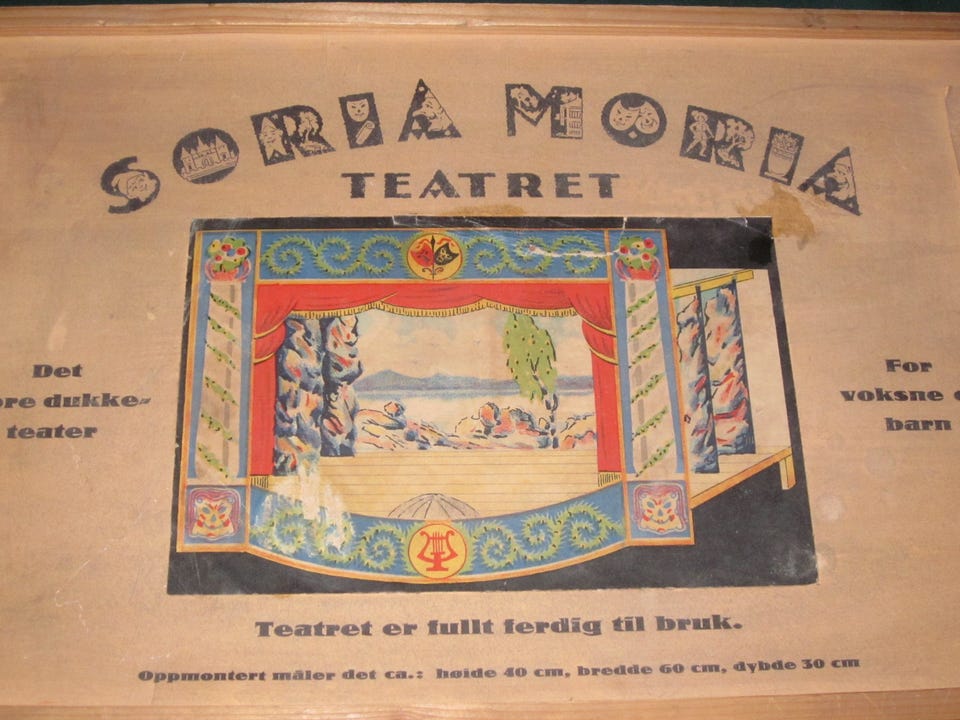 SORIA MORIA
TEATRET
Det
ore dukke-
teater
For
voksne o
barn
Teatret er fullt ferdig til bruk.
Oppmontert måler det ca.: høide 40 cm, bredde 60 cm, dybde 30 cm